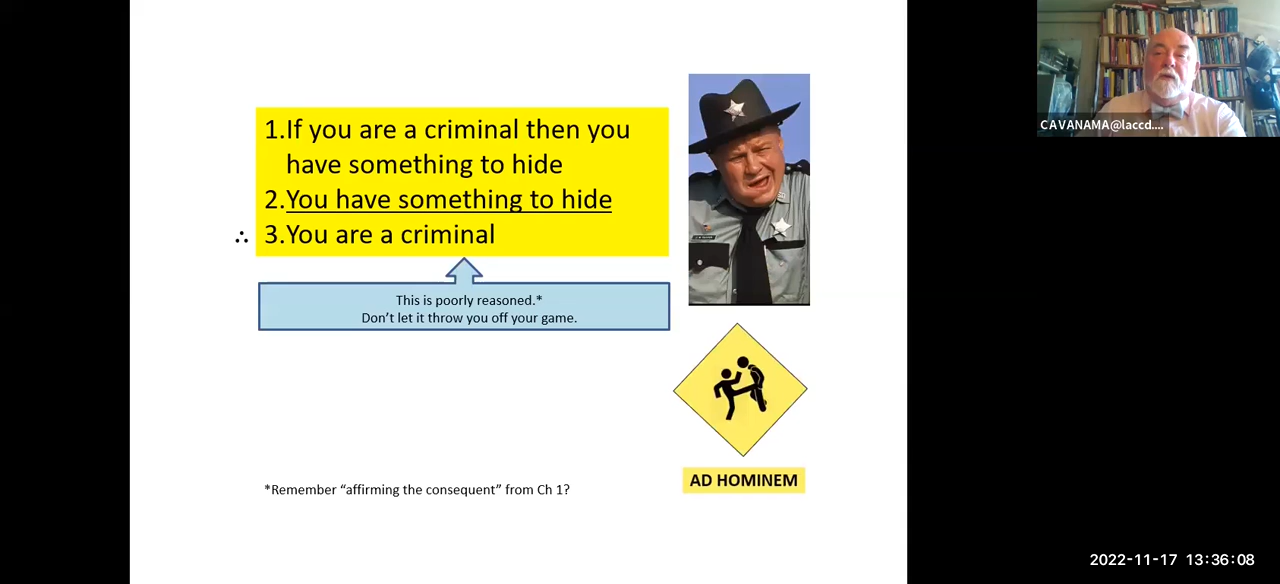 1.If you are a criminal then you
have something to hide
2.You have something to hide
∴ 3.You are a criminal
This is poorly reasoned.*
Don’t let it throw you off your game.
AD HOMINEM
*Remember “affirming the consequent” from Ch 1?
CAVANAMA@laccd....
2022-11-17 13:36:08